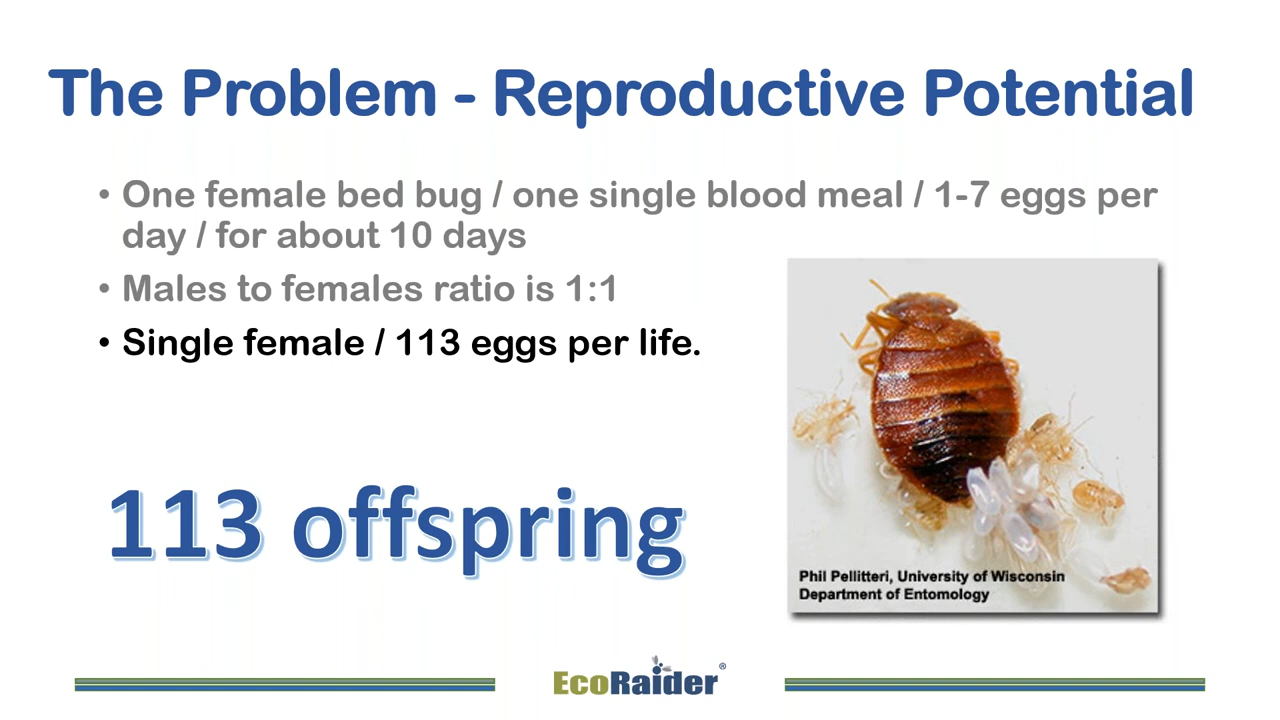 The Problem - Reproductive Potential
• One female bed bug / one single blood meal / 1-7 eggs per
day / for about 10 days
• Males to females ratio is 1:1
• Single female / 113 eggs per life.
113 offspring
Phil Pellitteri, University of Wisconsin
Department of Entomology
EcoRaider®